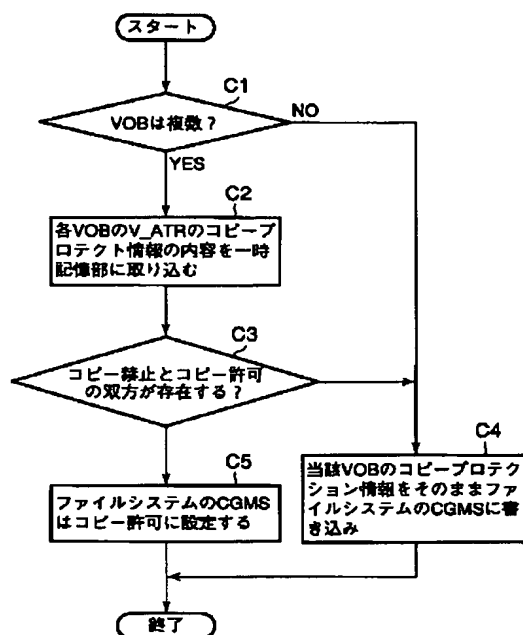 スタート
C1
VOBは複数？
NO
YES
C2
各VOBのV_ATRのコピープ
ロテクト情報の内容を一時
記憶部に取り込む
C3
コピー禁止とコピー許可
の双方が存在する？
C4
当該VOBのコピープロテク
ション情報をそのままファ
イルシステムのCGMSに書
き込み
C5
ファイルシステムのCGMS
はコピー許可に設定する
終了